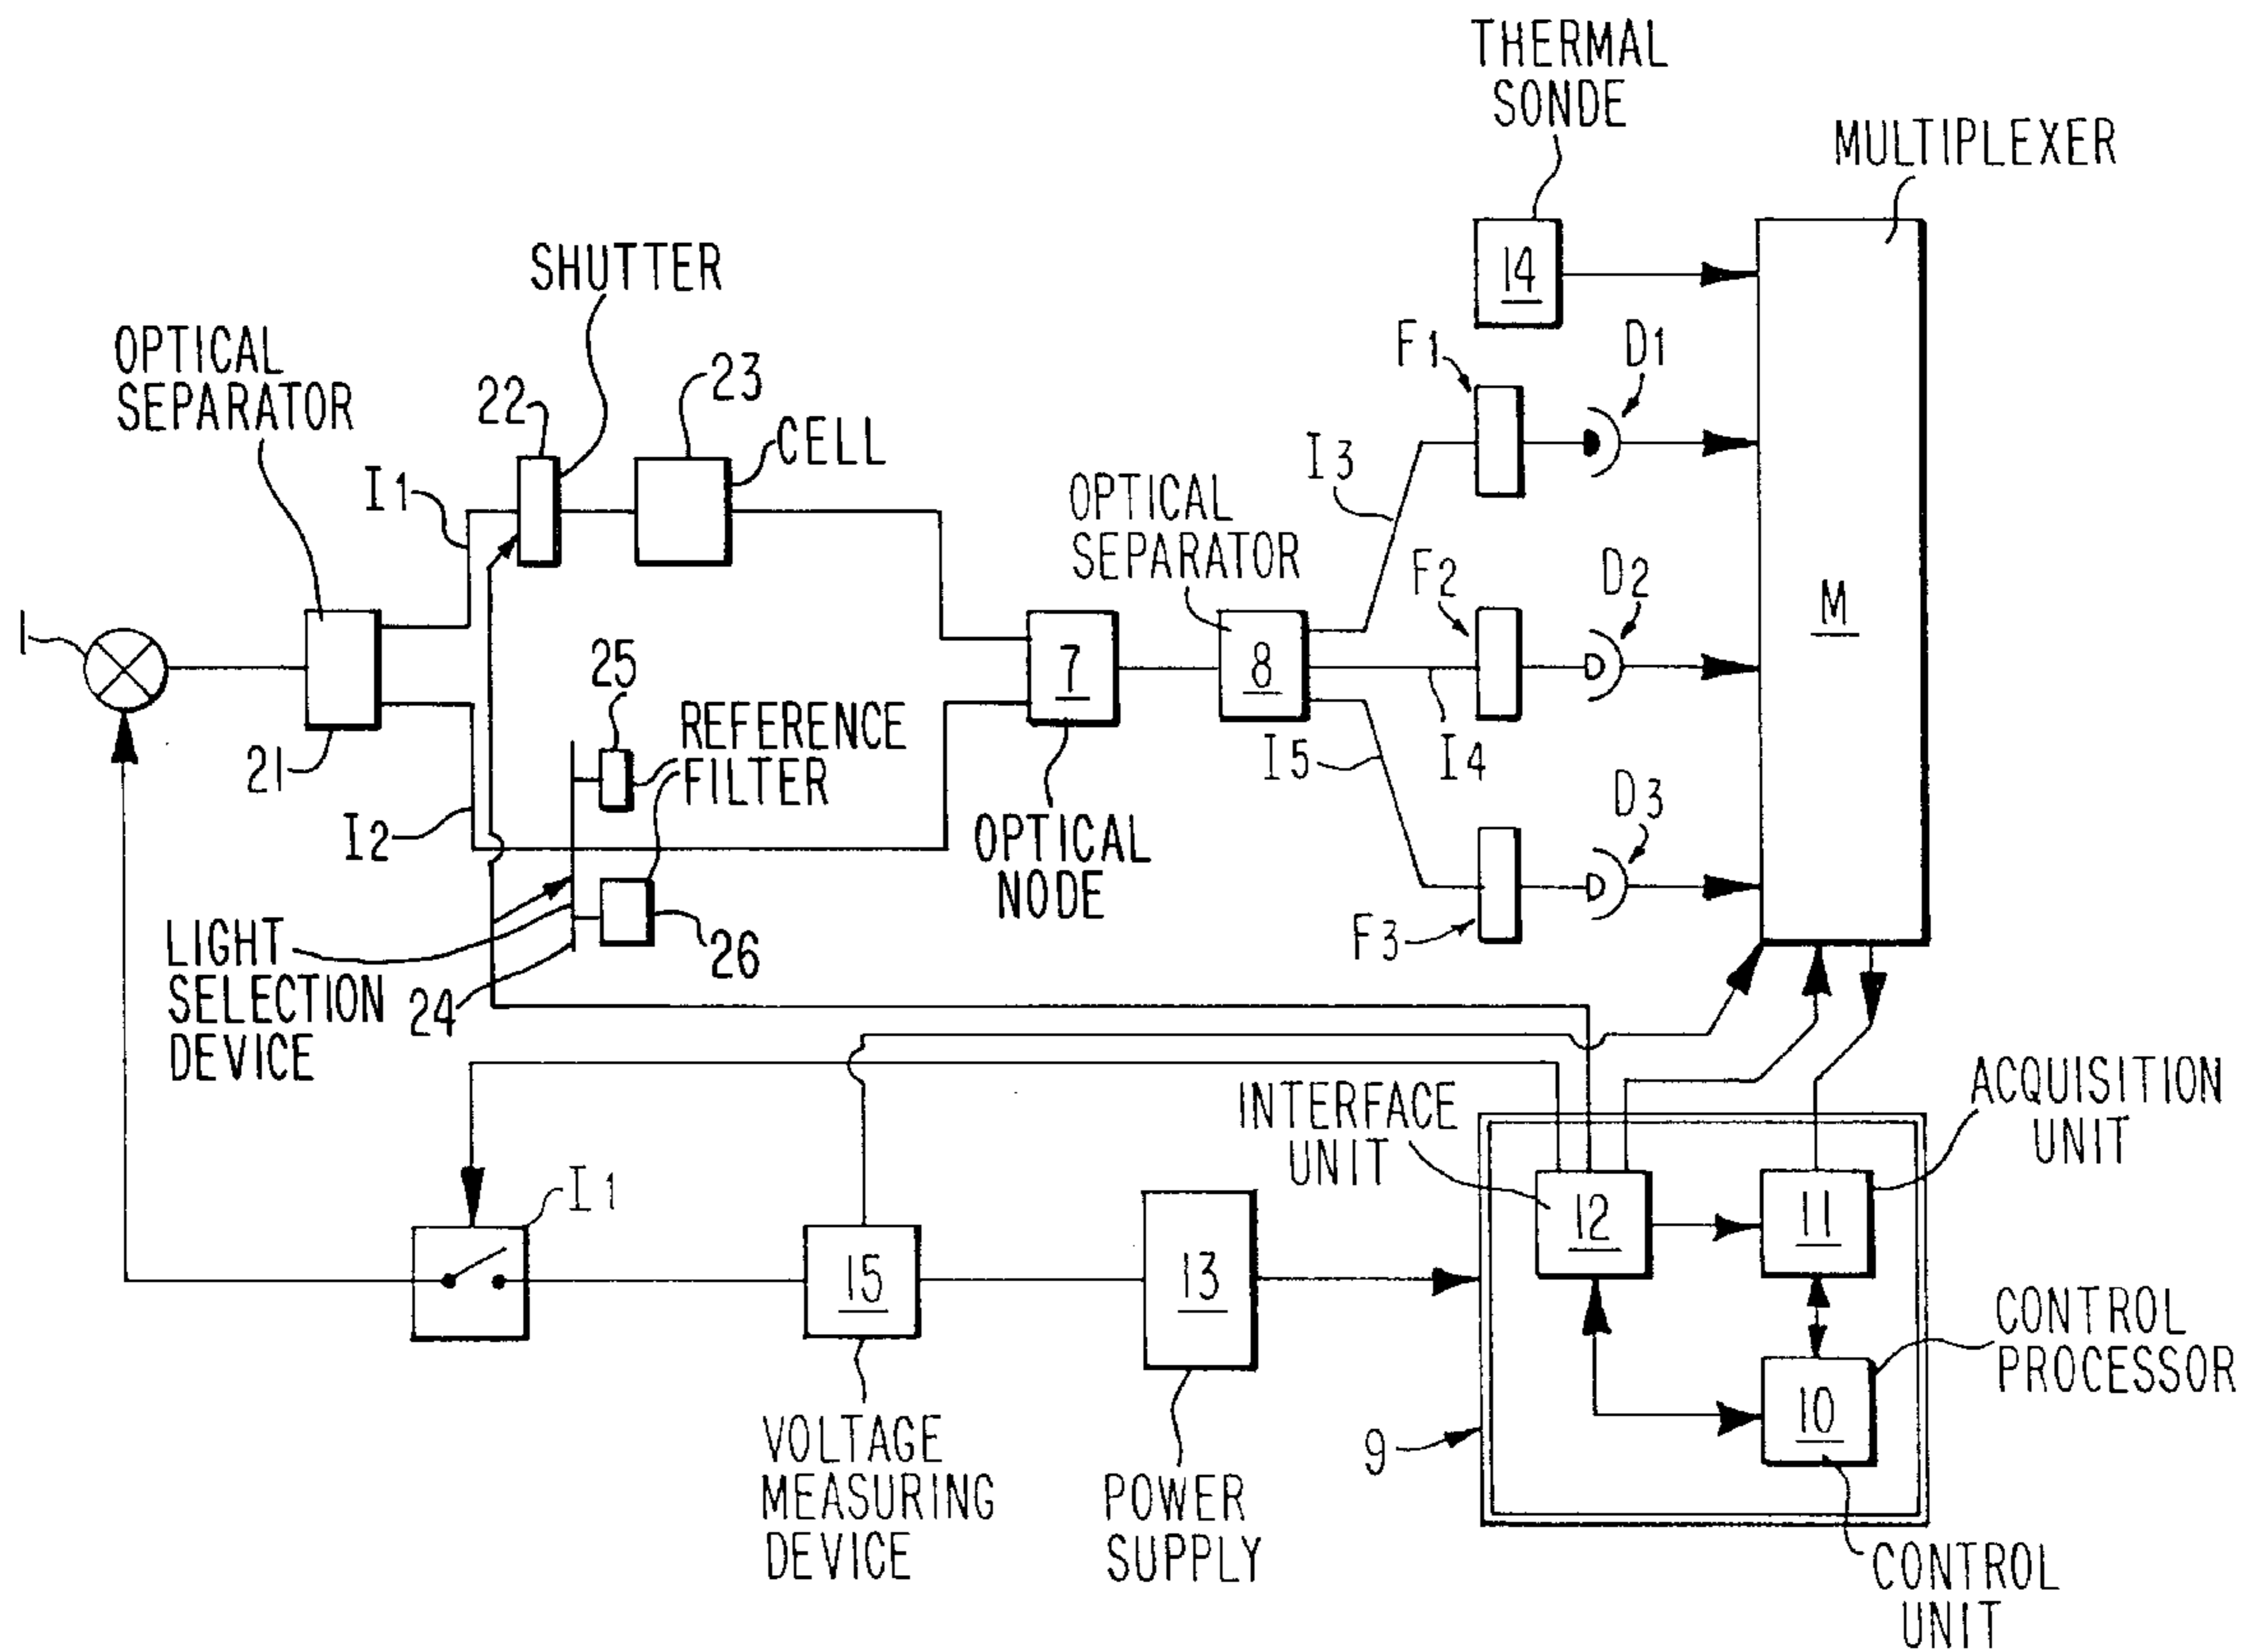 THERMAL
SONDE
MULTIPLEXER
14
SHUTTER
OPTICAL
SEPARATOR
22
23
CELL
I1
F1
D1
I3
OPTICAL
SEPARATOR
F2
D2
M
1
7
8
25
REFERENCE
FILTER
21
I2
I5
I4
D3
OPTICAL
NODE
F3
LIGHT
SELECTION
DEVICE
24
26
INTERFACE
UNIT
ACQUISITION
UNIT
I1
15
13
12
11
CONTROL
PROCESSOR
10
9
VOLTAGE
MEASURING
DEVICE
POWER
SUPPLY
CONTROL
UNIT